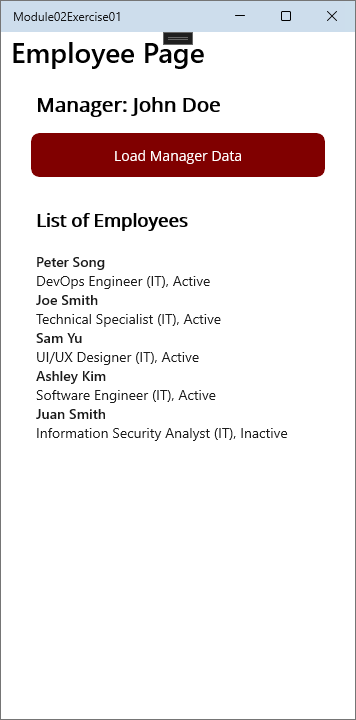 Module02Exercise01
Employee Page
Manager: John Doe
Load Manager Data
List of Employees
Peter Song
DevOps Engineer (IT), Active
Joe Smith
Technical Specialist (IT), Active
Sam Yu
UI/UX Designer (IT), Active
Ashley Kim
Software Engineer (IT), Active
Juan Smith
Information Security Analyst (IT), Inactive